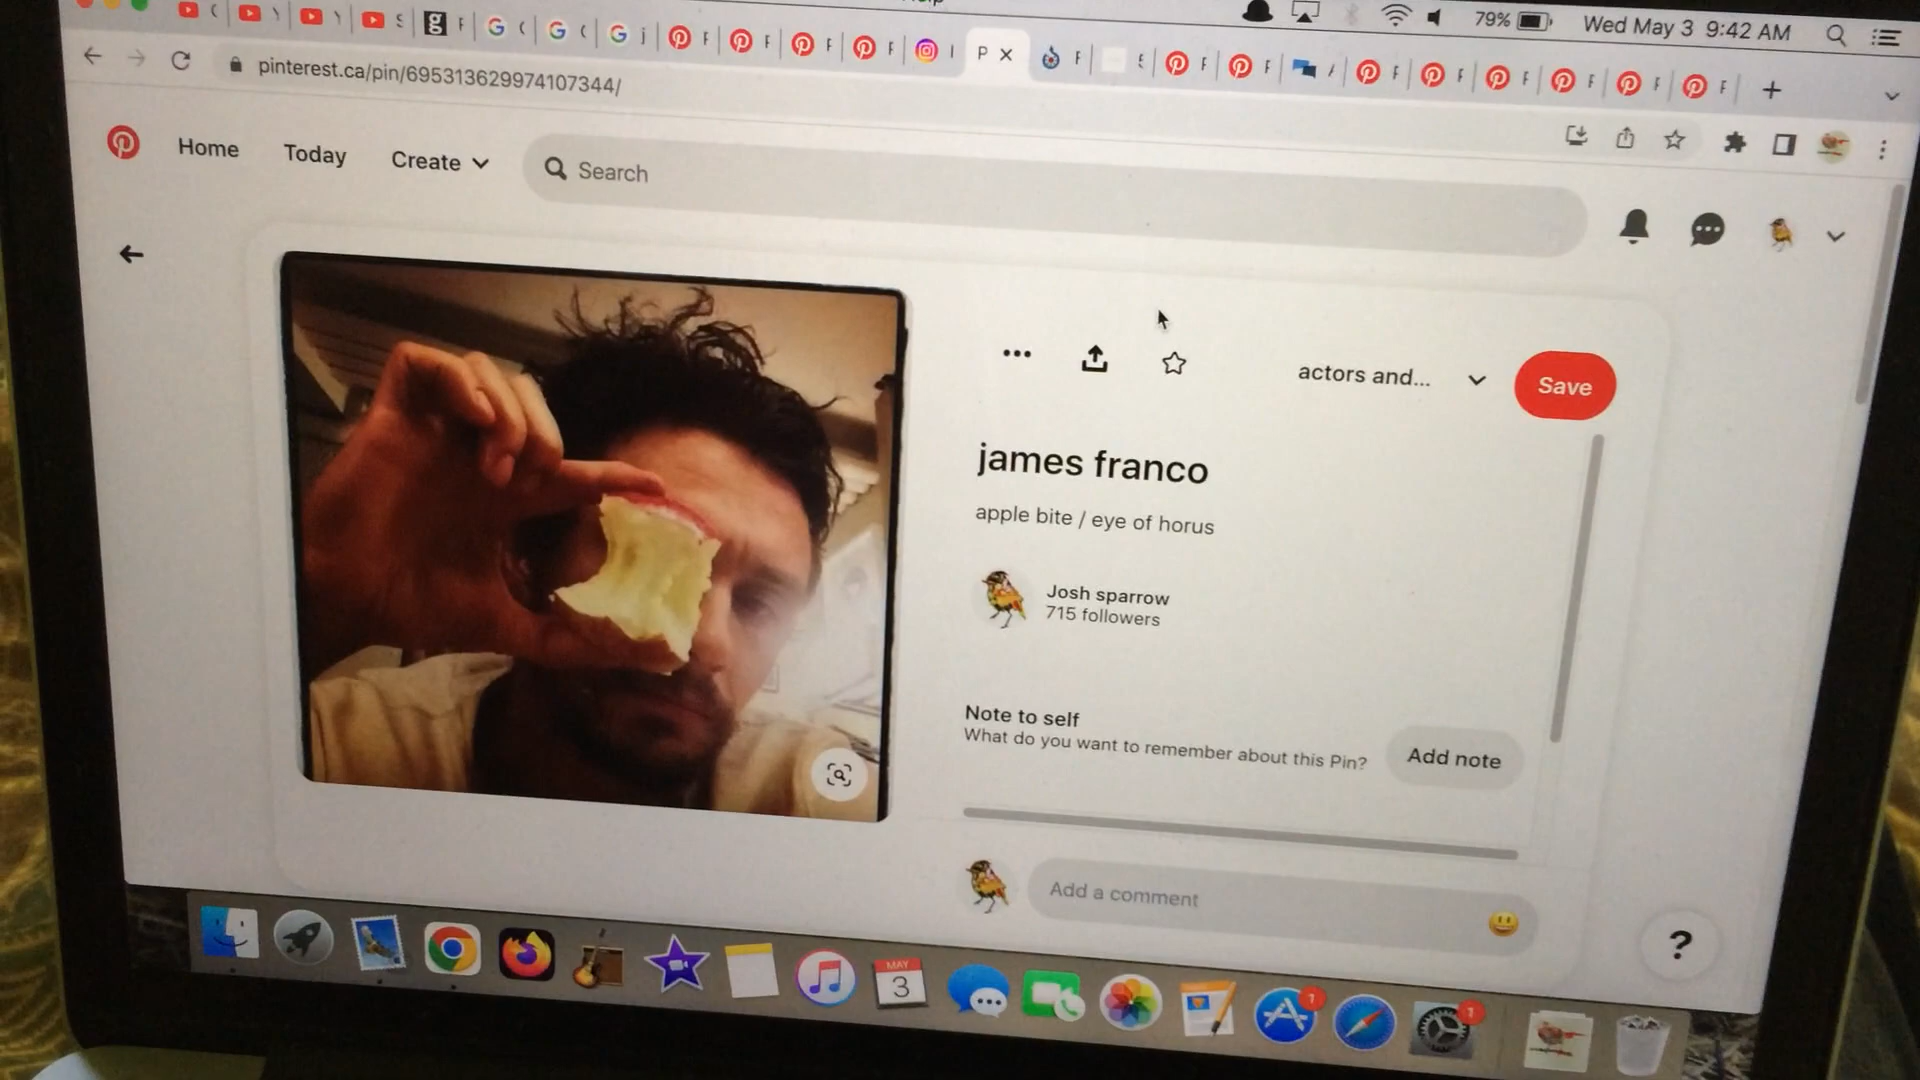 79% Wed May 3 9:42 AM
pinterest.ca/pin/695313629974107344/
Home Today Create Search
actors and... Save
james franco
apple bite / eye of horus
Josh sparrow
715 followers
Note to self
What do you want to remember about this Pin?
Add note
Add a comment
?
MAY
3
1
1